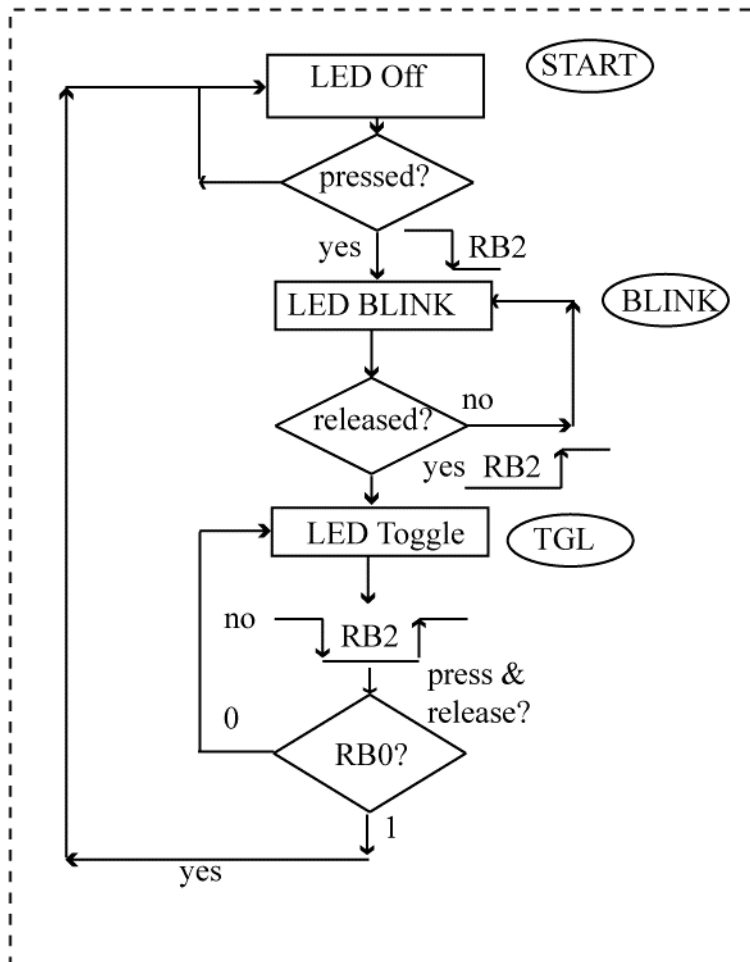 LED Off
START
pressed?
yes
RB2
LED BLINK
BLINK
released?
no
yes
RB2
LED Toggle
TGL
no
RB2
press &
release?
0
RB0?
1
yes